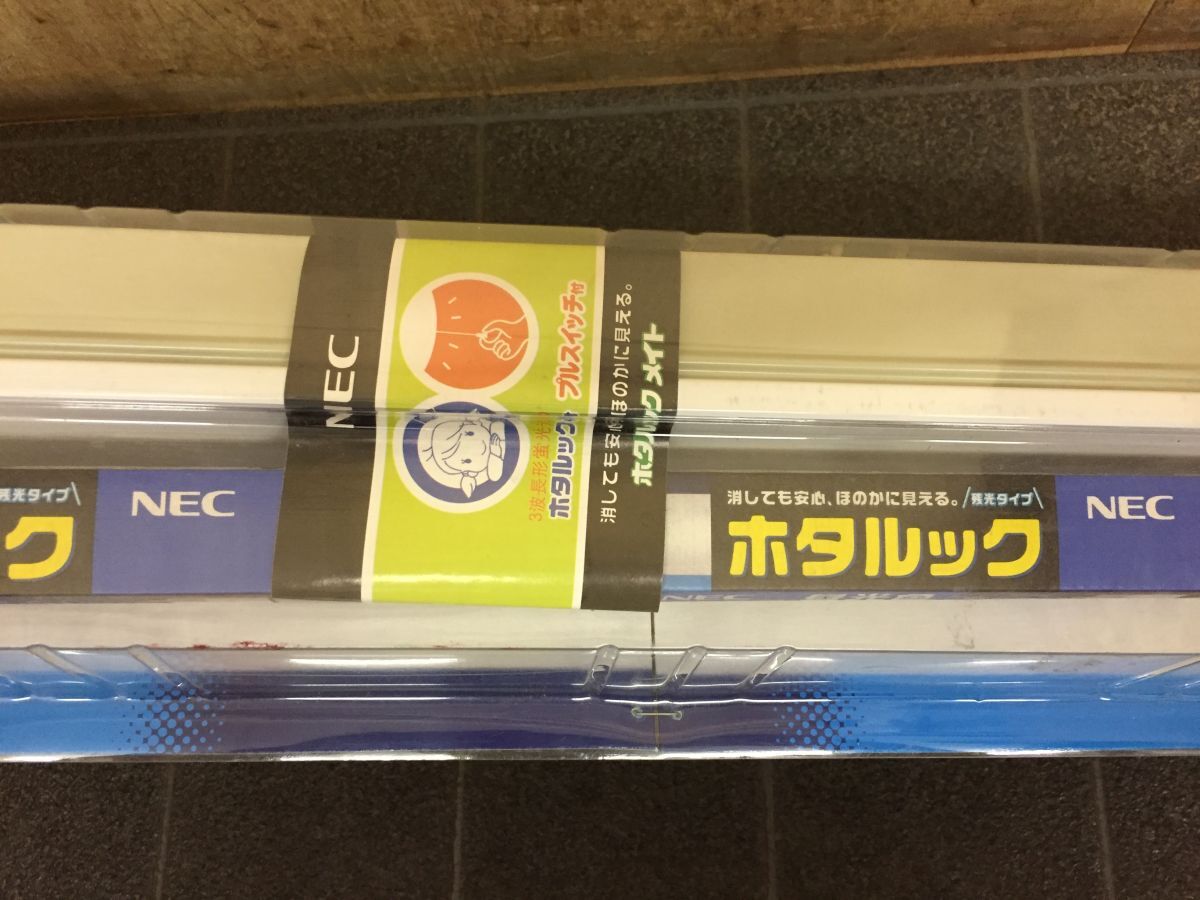 NEC
プルスイッチ付
3波長形蛍光
ホタルック
消しても安心、ほのかに見える。
ホタルック メイト
残光タイプ
ク
NEC
消しても安心、ほのかに見える。
残光タイプ
ホタルック
NEC
NEC